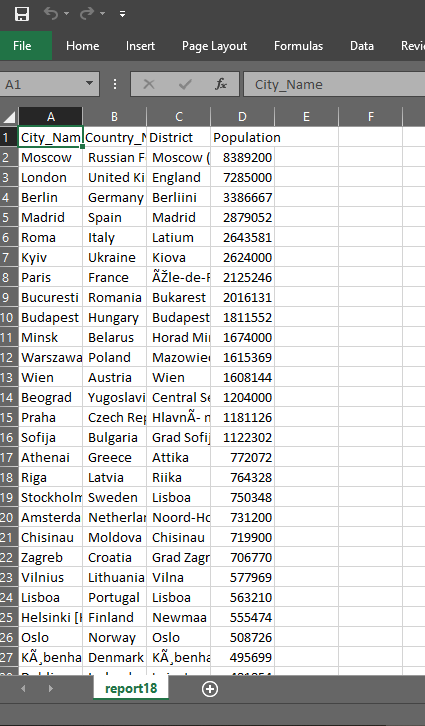 File Home Insert Page Layout Formulas Data Revi
A1 fx City_Name
A B C D E F
1 City_Nam Country_N District Population
2 Moscow Russian F Moscow ( 8389200
3 London United Ki England 7285000
4 Berlin Germany Berliini 3386667
5 Madrid Spain Madrid 2879052
6 Roma Italy Latium 2643581
7 Kyiv Ukraine Kiova 2624000
8 Paris France ÃŽle-de-F 2125246
9 Bucuresti Romania Bukarest 2016131
10 Budapest Hungary Budapest 1811552
11 Minsk Belarus Horad Min 1674000
12 Warszawa Poland Mazowiec 1615369
13 Wien Austria Wien 1608144
14 Beograd Yugoslavi Central Se 1204000
15 Praha Czech Rep HlavnÃ- n 1181126
16 Sofija Bulgaria Grad Sofij 1122302
17 Athenai Greece Attika 772072
18 Riga Latvia Riika 764328
19 Stockholm Sweden Lisboa 750348
20 Amsterda Netherlan Noord-Ho 731200
21 Chisinau Moldova Chisinau 719900
22 Zagreb Croatia Grad Zagr 706770
23 Vilnius Lithuania Vilna 577969
24 Lisboa Portugal Lisboa 563210
25 Helsinki [H Finland Newmaa 555474
26 Oslo Norway Oslo 508726
27 KÃ¸benha Denmark KÃ¸benha 495699
report18